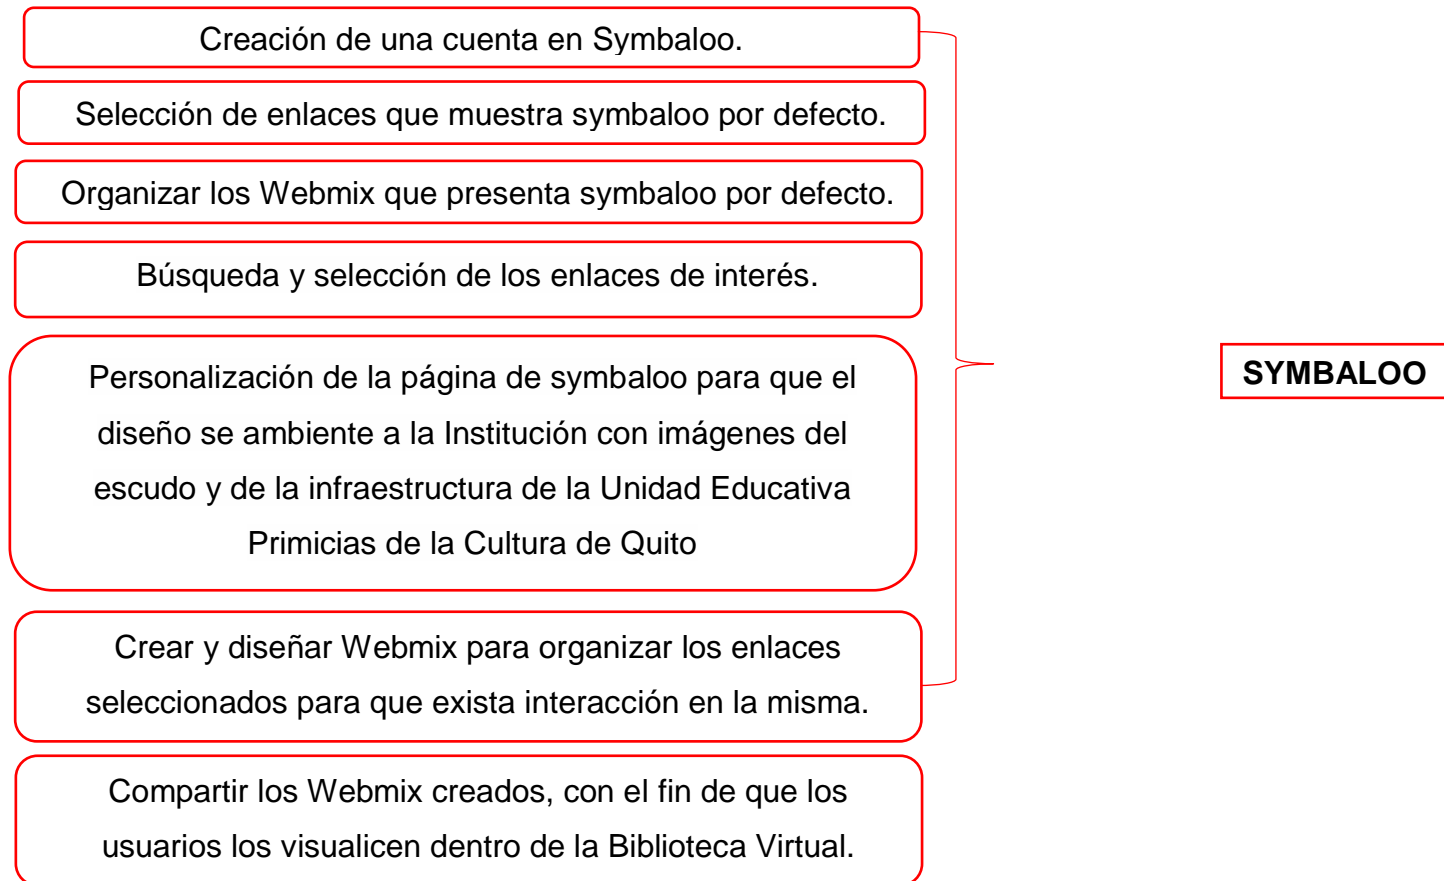 Creación de una cuenta en Symbaloo.
Selección de enlaces que muestra symbaloo por defecto.
Organizar los Webmix que presenta symbaloo por defecto.
Búsqueda y selección de los enlaces de interés.
Personalización de la página de symbaloo para que el
diseño se ambiente a la Institución con imágenes del
escudo y de la infraestructura de la Unidad Educativa
Primicias de la Cultura de Quito
SYMBALOO
Crear y diseñar Webmix para organizar los enlaces
seleccionados para que exista interacción en la misma.
Compartir los Webmix creados, con el fin de que los
usuarios los visualicen dentro de la Biblioteca Virtual.